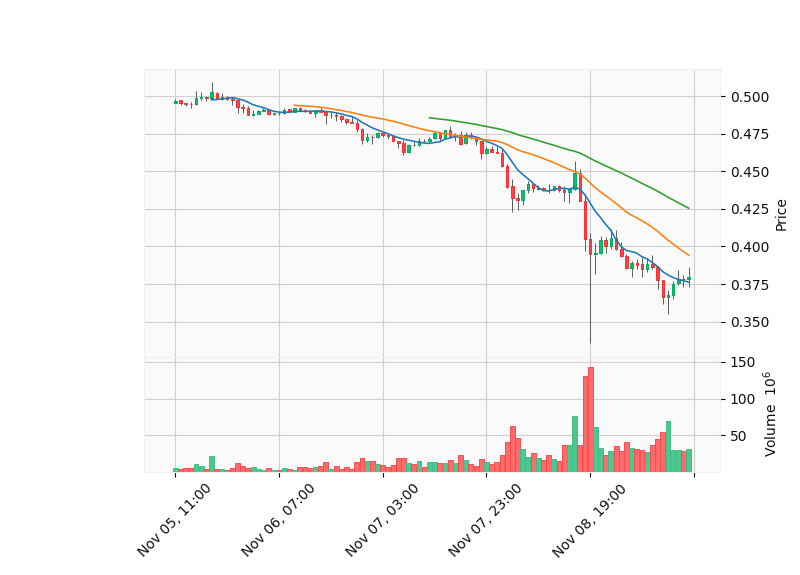 0.500
0.475
0.450
0.425
0.400
0.375
0.350
Price
150
100
50
Volume 10^6
Nov 05, 11:00
Nov 06, 07:00
Nov 07, 03:00
Nov 07, 23:00
Nov 08, 19:00